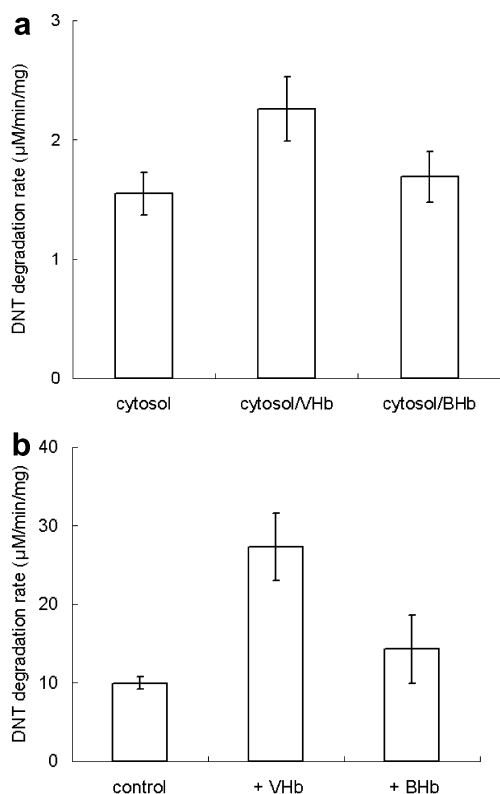 a
DNT degradation rate (µM/min/mg)
3
2
1
0
cytosol cytosol/VHb cytosol/BHb
b
DNT degradation rate (µM/min/mg)
40
30
20
10
0
control + VHb + BHb